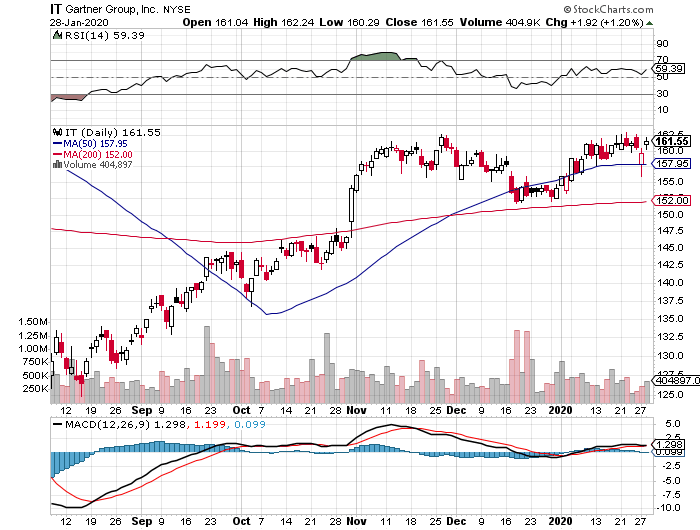 IT Gartner Group, Inc. NYSE © StockCharts.com
28-Jan-2020 Open 161.04 High 162.24 Low 160.29 Close 161.55 Volume 404.9K Chg +1.92 (+1.20%)
RSI(14) 59.39
90
70
59.39
50
30
10
IT (Daily) 161.55
MA(50) 157.95
MA(200) 152.00
Volume 404,897
162.5
161.55
160.0
157.95
155.0
152.00
150.0
147.5
145.0
142.5
140.0
137.5
135.0
132.5
130.0
127.5
125.0
404897.0
1.50M
1.25M
1.00M
750K
500K
250K
12 19 26 Sep 9 16 23 Oct 7 14 21 28 Nov 11 18 25 Dec 9 16 23 2020 13 21 27
MACD(12,26,9) 1.298, 1.199, 0.099
5.0
2.5
1.298
0.099
-2.5
-5.0
-7.5
12 19 26 Sep 9 16 23 Oct 7 14 21 28 Nov 11 18 25 Dec 9 16 23 2020 13 21 27